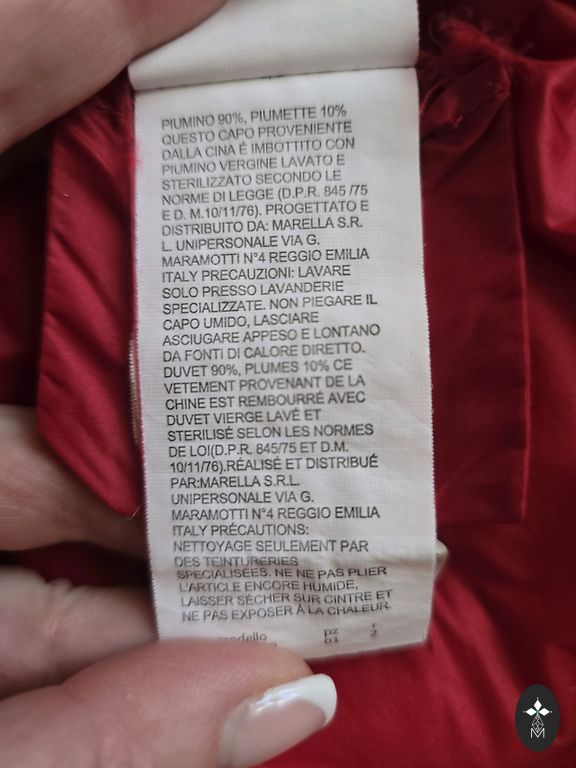 PIUMINO 90%, PIUMETTE 10%
QUESTO CAPO PROVENIENTE
DALLA CINA É IMBOTTITO CON
PIUMINO VERGINE LAVATO E
STERILIZZATO SECONDO LE
NORME DI LEGGE (D.P.R. 845 /75
E D. M.10/11/76). PROGETTATO E
DISTRIBUITO DA: MARELLA S.R.
L. UNIPERSONALE VIA G.
MARAMOTTI N°4 REGGIO EMILIA
ITALY PRECAUZIONI: LAVARE
SOLO PRESSO LAVANDERIE
SPECIALIZZATE. NON PIEGARE IL
CAPO UMIDO, LASCIARE
ASCIUGARE APPESO E LONTANO
DA FONTI DI CALORE DIRETTO.
DUVET 90%, PLUMES 10% CE
VETEMENT PROVENANT DE LA
CHINE EST REMBOURRÉ AVEC
DUVET VIERGE LAVÉ ET
STERILISÉ SELON LES NORMES
DE LOI(D.P.R. 845/75 ET D.M.
10/11/76).RÉALISÉ ET DISTRIBUÉ
PAR:MARELLA S.R.L.
UNIPERSONALE VIA G.
MARAMOTTI N°4 REGGIO EMILIA
ITALY PRÉCAUTIONS:
NETTOYAGE SEULEMENT PAR
DES TEINTURERIES
SPECIALISÉES. NE NE PAS PLIER
L'ARTICLE ENCORE HUMIDE,
LAISSER SÉCHER SUR CINTRE ET
NE PAS EXPOSER À LA CHALEUR.
modello pz r
01 2
M